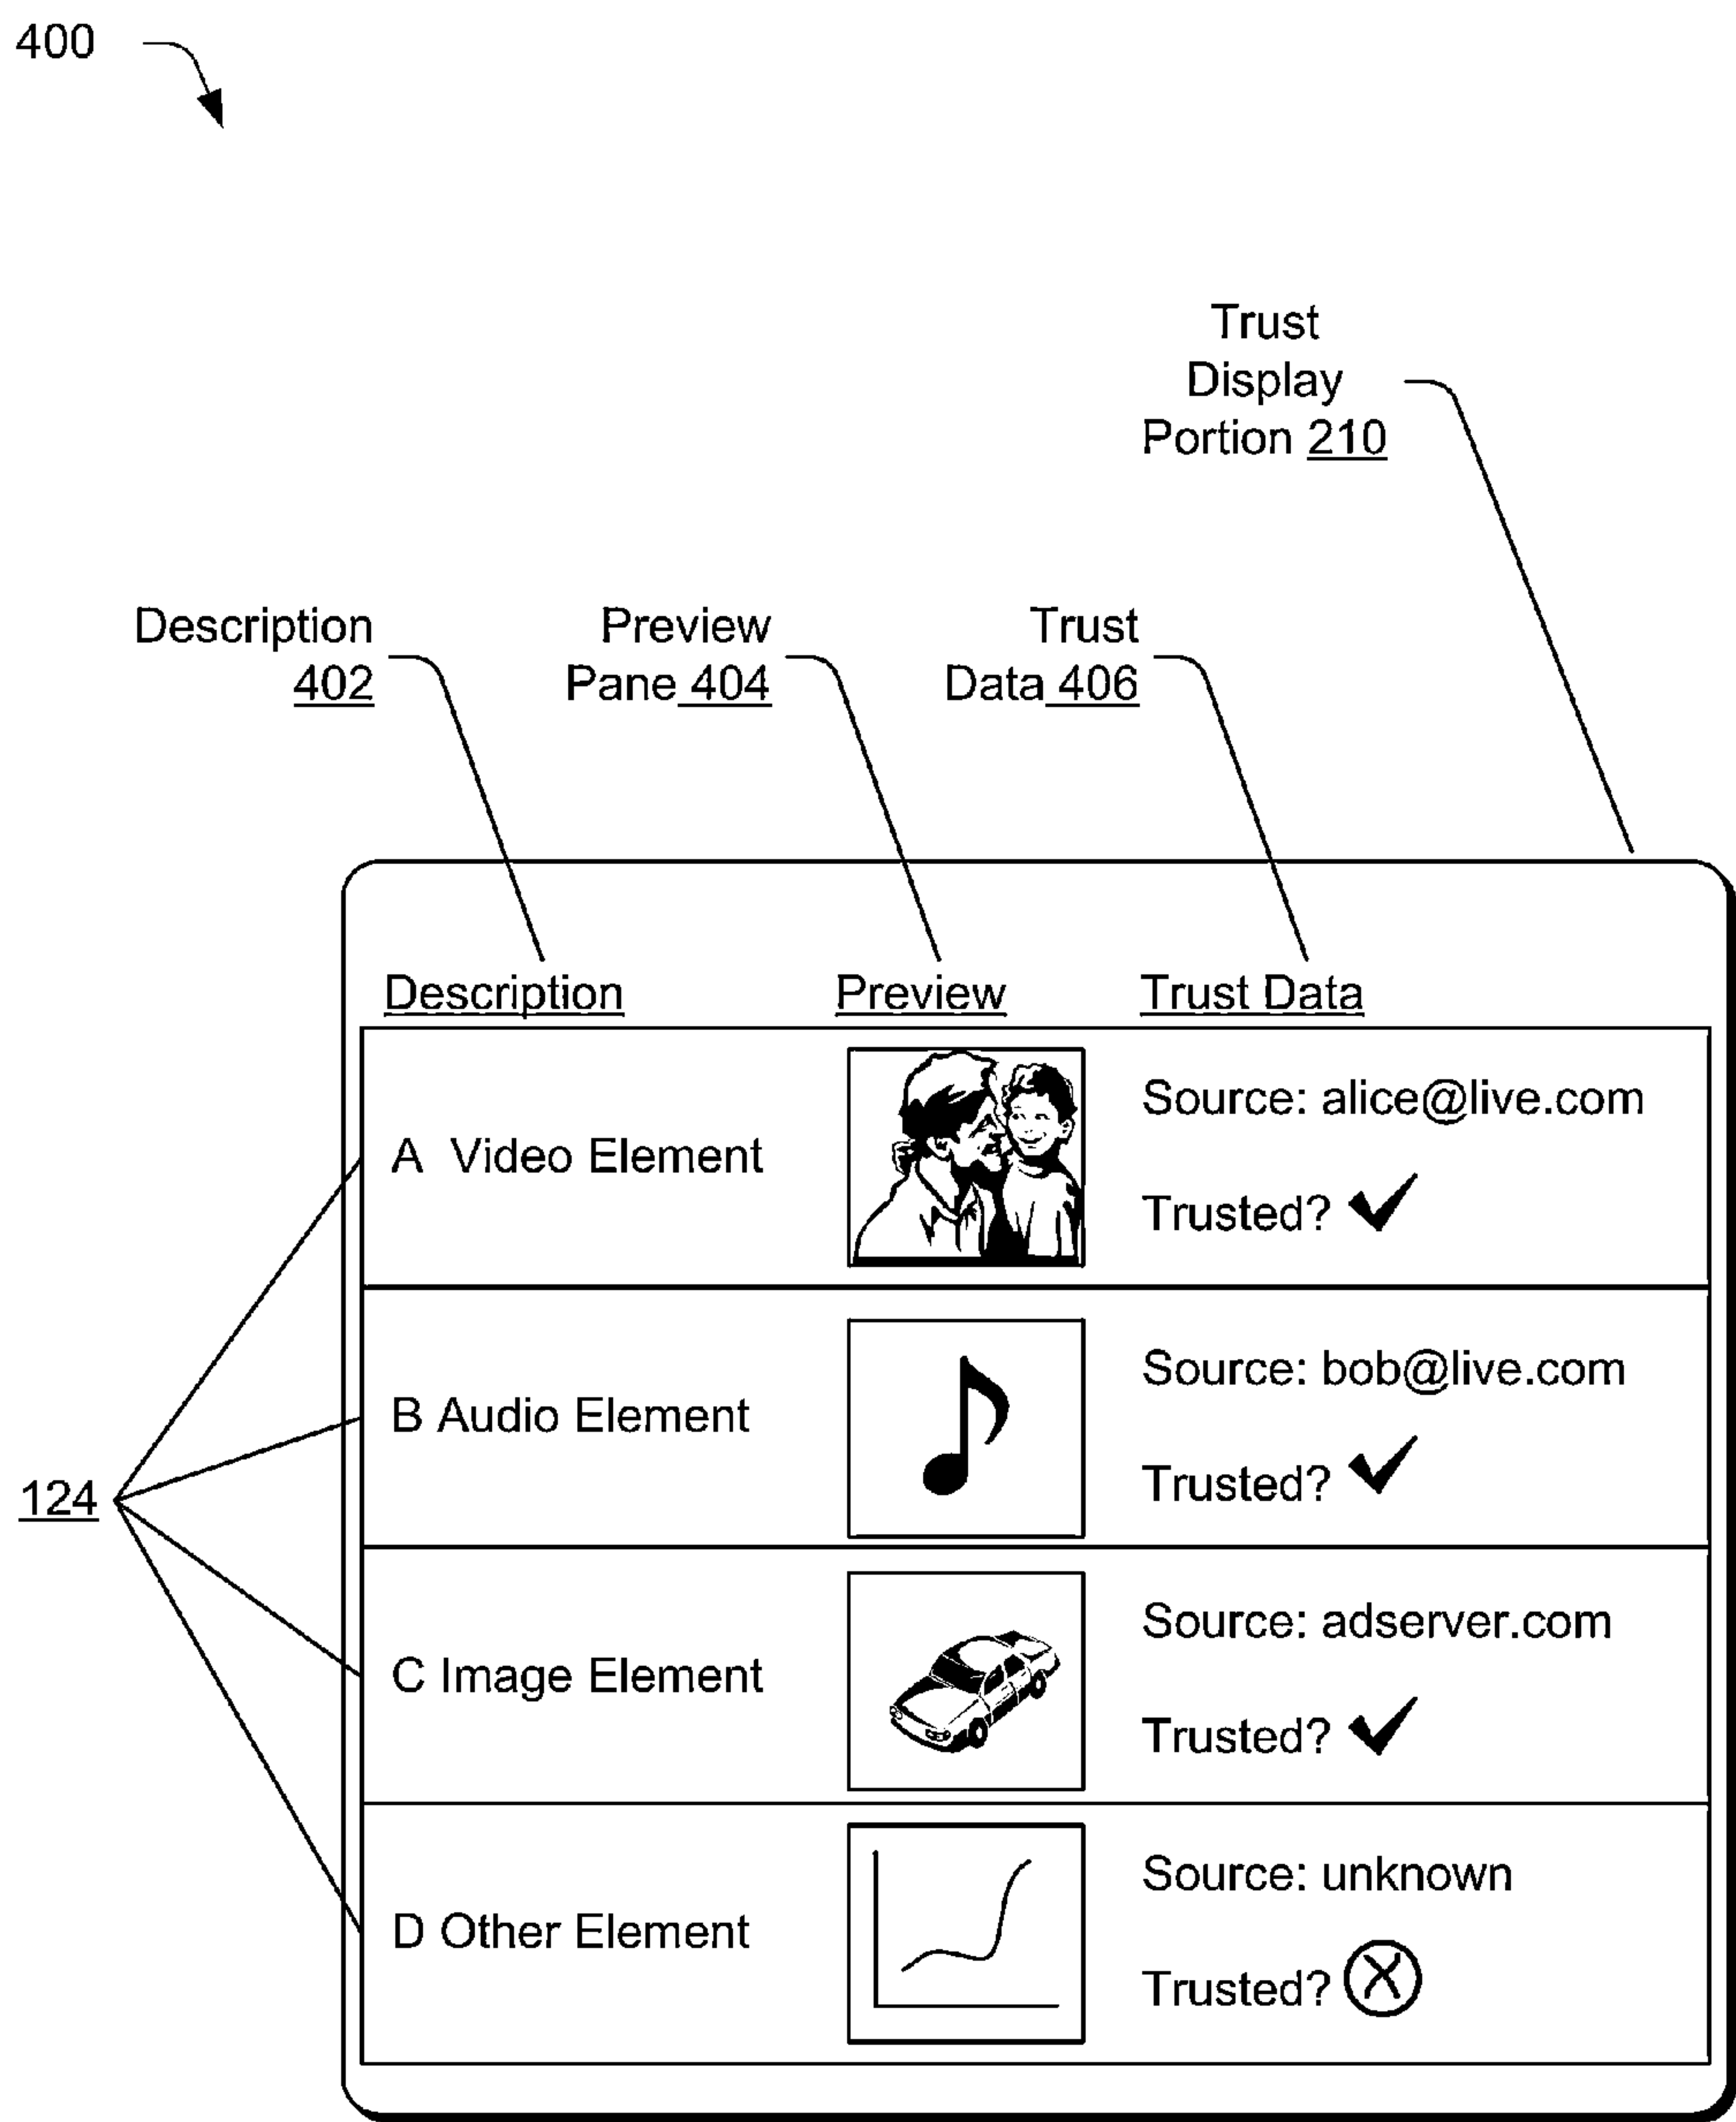 400
Trust
Display
Portion 210
Description
402
Preview
Pane 404
Trust
Data 406
Description Preview Trust Data
A Video Element
Source: alice@live.com
Trusted?
B Audio Element
Source: bob@live.com
Trusted?
124
C Image Element
Source: adserver.com
Trusted?
D Other Element
Source: unknown
Trusted?